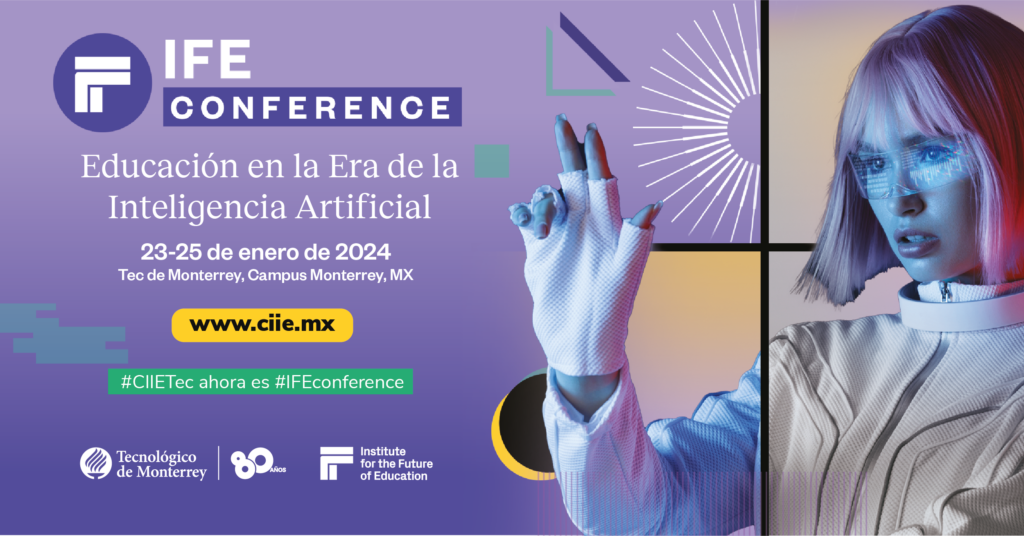 IFE
CONFERENCE
Educación en la Era de la
Inteligencia Artificial
23-25 de enero de 2024
Tec de Monterrey, Campus Monterrey, MX
www.ciie.mx
#CIIETec ahora es #IFEconference
Tecnológico
de Monterrey
80 AÑOS
Institute
for the Future
of Education